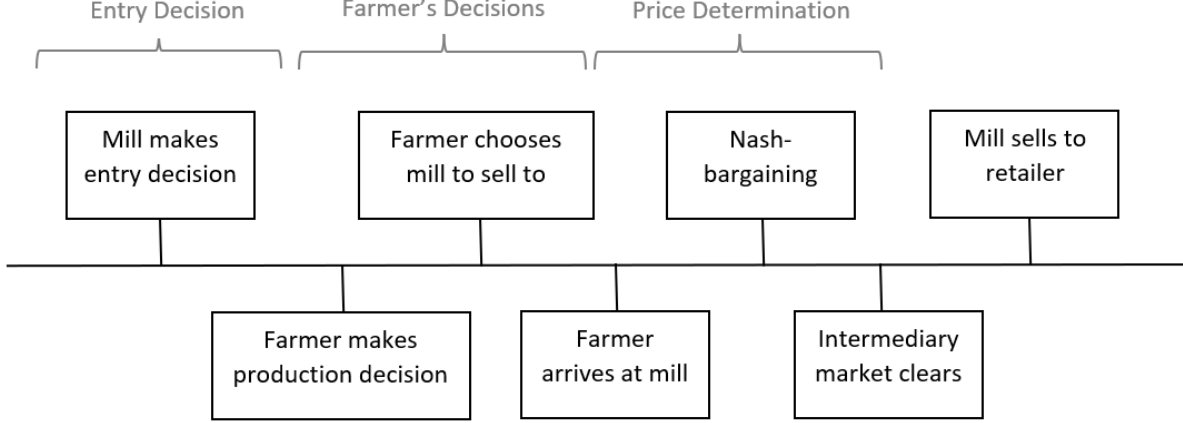 Entry Decision
Farmer's Decisions
Price Determination
Mill makes
entry decision
Farmer chooses
mill to sell to
Nash-
bargaining
Mill sells to
retailer
Farmer makes
production decision
Farmer
arrives at mill
Intermediary
market clears